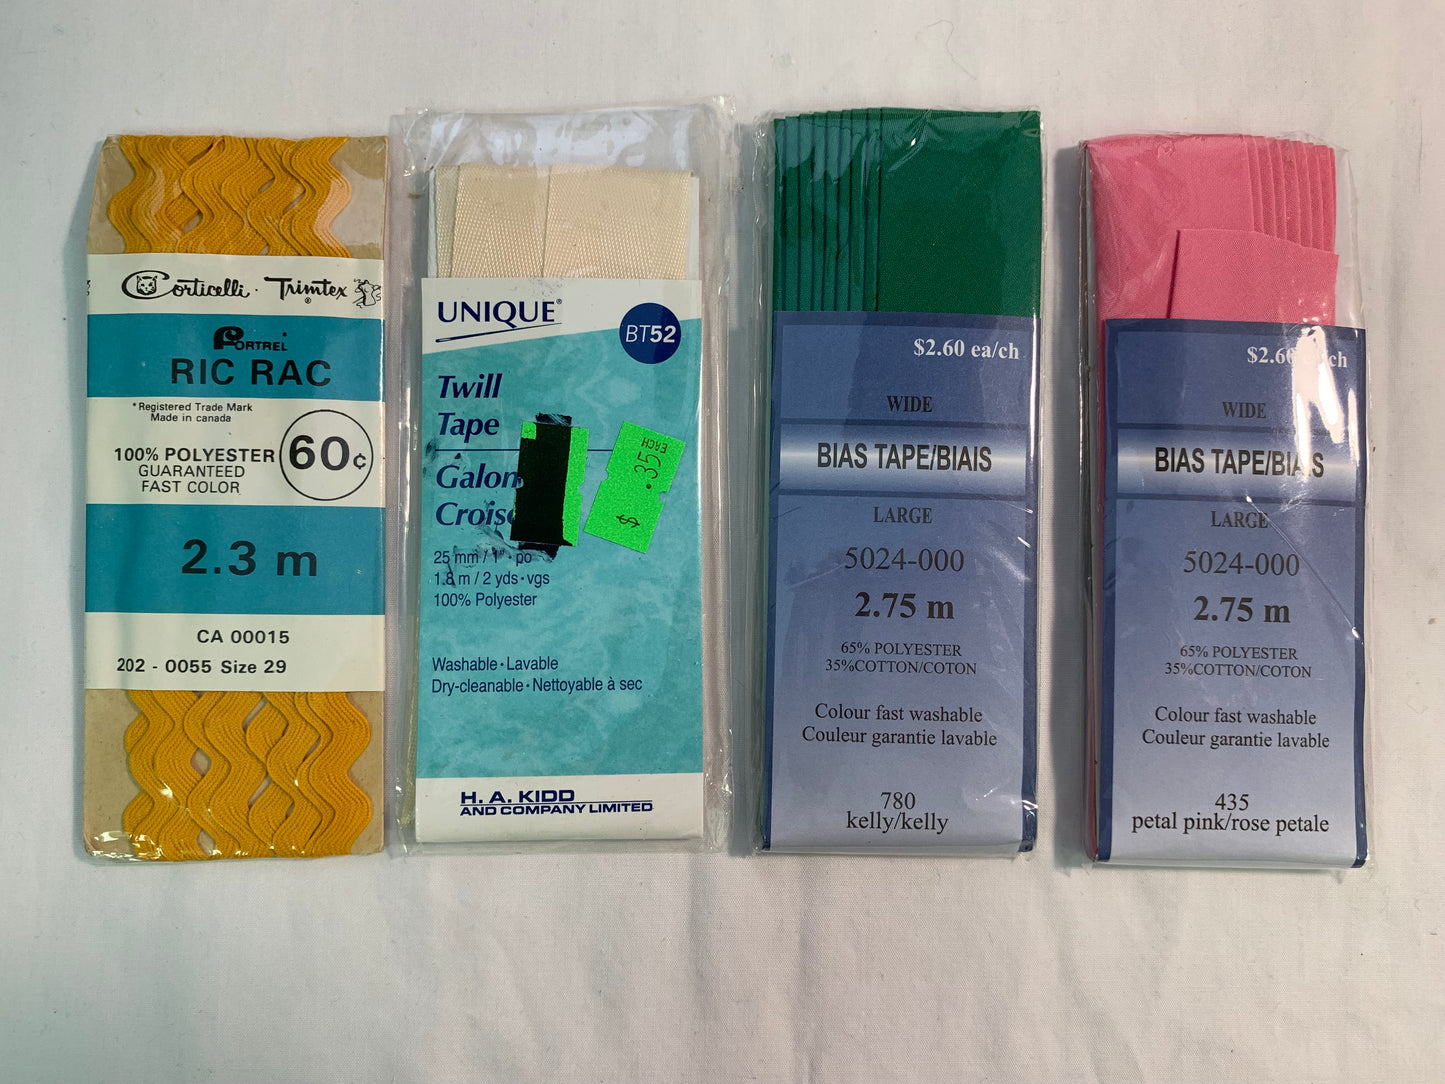 Corticelli · Trimtex
®
Fortrel
RIC RAC
*Registered Trade Mark
Made in canada
100% POLYESTER
GUARANTEED
FAST COLOR
60¢
2.3 m
CA 00015
202 - 0055 Size 29
UNIQUE®
BT52
Twill
Tape
Galon
25 mm / 1" · po
1.8 m / 2 yds · vgs
100% Polyester
Washable · Lavable
Dry-cleanable · Nettoyable à sec
H. A. KIDD
AND COMPANY LIMITED
$ .35 EACH
$2.60 ea/ch
WIDE
BIAS TAPE/BIAIS
LARGE
5024-000
2.75 m
65% POLYESTER
35%COTTON/COTON
Colour fast washable
Couleur garantie lavable
780
kelly/kelly
WIDE
BIAS TAPE/BIAIS
LARGE
5024-000
2.75 m
65% POLYESTER
35%COTTON/COTON
Colour fast washable
Couleur garantie lavable
435
petal pink/rose petale